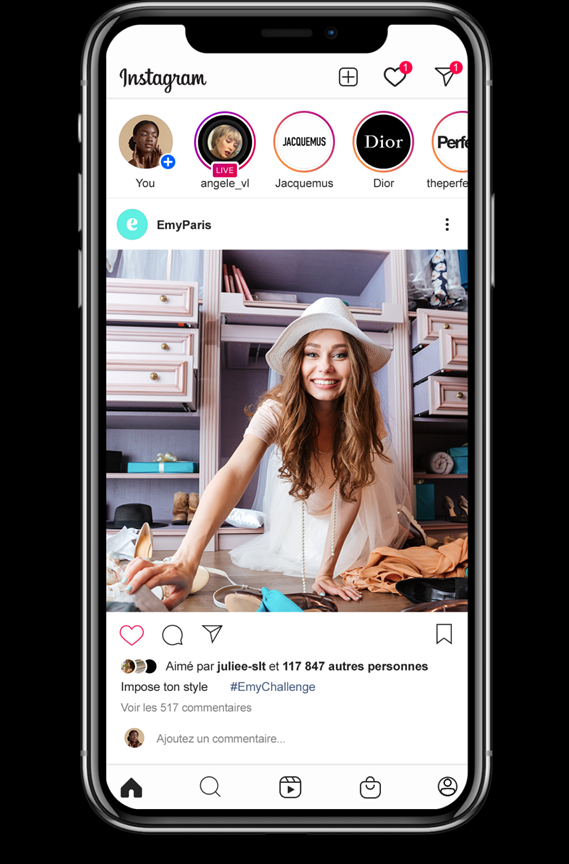 Instagram
1
1
JACQUEMUS
Dior
Perfe
LIVE
You
angele_vl
Jacquemus
Dior
theperfe
e
EmyParis
Aimé par juliee-slt et 117 847 autres personnes
Impose ton style #EmyChallenge
Voir les 517 commentaires
Ajoutez un commentaire...